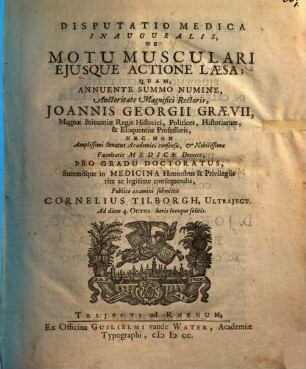 DISPUTATIO MEDICA
INAUGURALIS,
DE
MOTU MUSCULARI
EJUSQUE ACTIONE LÆSA,
QUAM,
ANNUENTE SUMMO NUMINE,
Auctoritate Magnifici Rectoris,
JOANNIS GEORGII GRÆVII,
Magnæ Britanniæ Regis Historici, Politices, Historiarum,
& Eloquentiæ Professoris,
NEC NON
Amplissimi Senatus Academici consensu, & Nobilissimæ
Facultatis MEDICÆ Decreto,
PRO GRADU DOCTORATUS,
Summisque in MEDICINA Honoribus & Privilegiis
rite ac legitime consequendis,
Publico examini submittit
CORNELIUS TILBORGH, ULTRAJECT.
Ad diem 4. OCTOB. horis locoque solitis.
TRAJECTI ad RHENUM,
Ex Officina GUILIELMI vande WATER, Academiæ
Typographi, CIↃ IↃ CC.